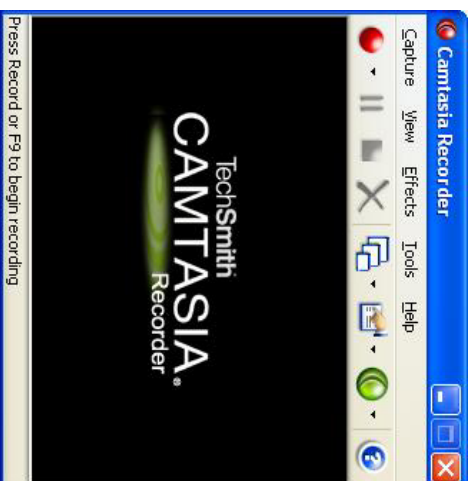 Camtasia Recorder
Capture View Effects Tools Help
TechSmith
CAMTASIA®
Recorder
Press Record or F9 to begin recording